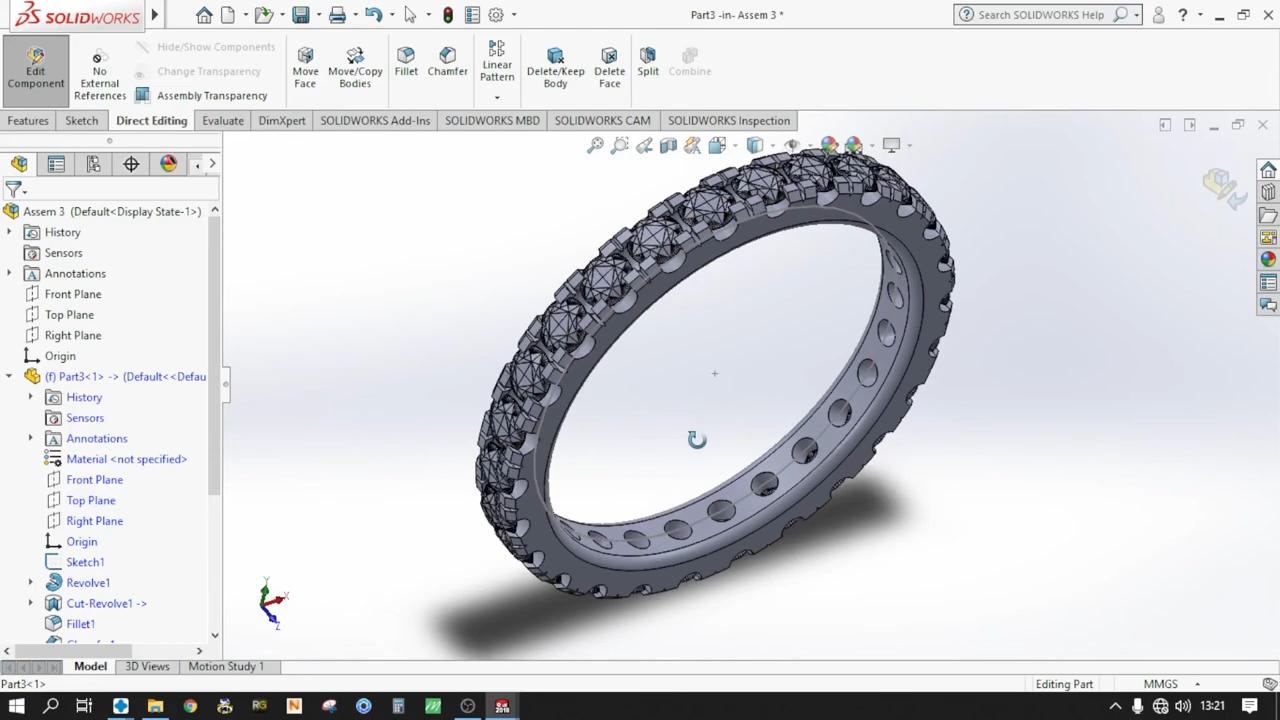 SOLIDWORKS
Part3 -in- Assem 3 *
Search SOLIDWORKS Help
?
Edit Component
No External References
Hide/Show Components
Change Transparency
Assembly Transparency
Move Face
Move/Copy Bodies
Fillet
Chamfer
Linear Pattern
Delete/Keep Body
Delete Face
Split
Combine
Features
Sketch
Direct Editing
Evaluate
DimXpert
SOLIDWORKS Add-Ins
SOLIDWORKS MBD
SOLIDWORKS CAM
SOLIDWORKS Inspection
Assem 3 (Default<Display State-1>)
History
Sensors
Annotations
Front Plane
Top Plane
Right Plane
Origin
(f) Part3<1> -> (Default<<Defau
History
Sensors
Annotations
Material <not specified>
Front Plane
Top Plane
Right Plane
Origin
Sketch1
Revolve1
Cut-Revolve1 ->
Fillet1
Y
X
Z
Model
3D Views
Motion Study 1
Part3<1>
Editing Part
MMGS
RG
N
2018
13:21